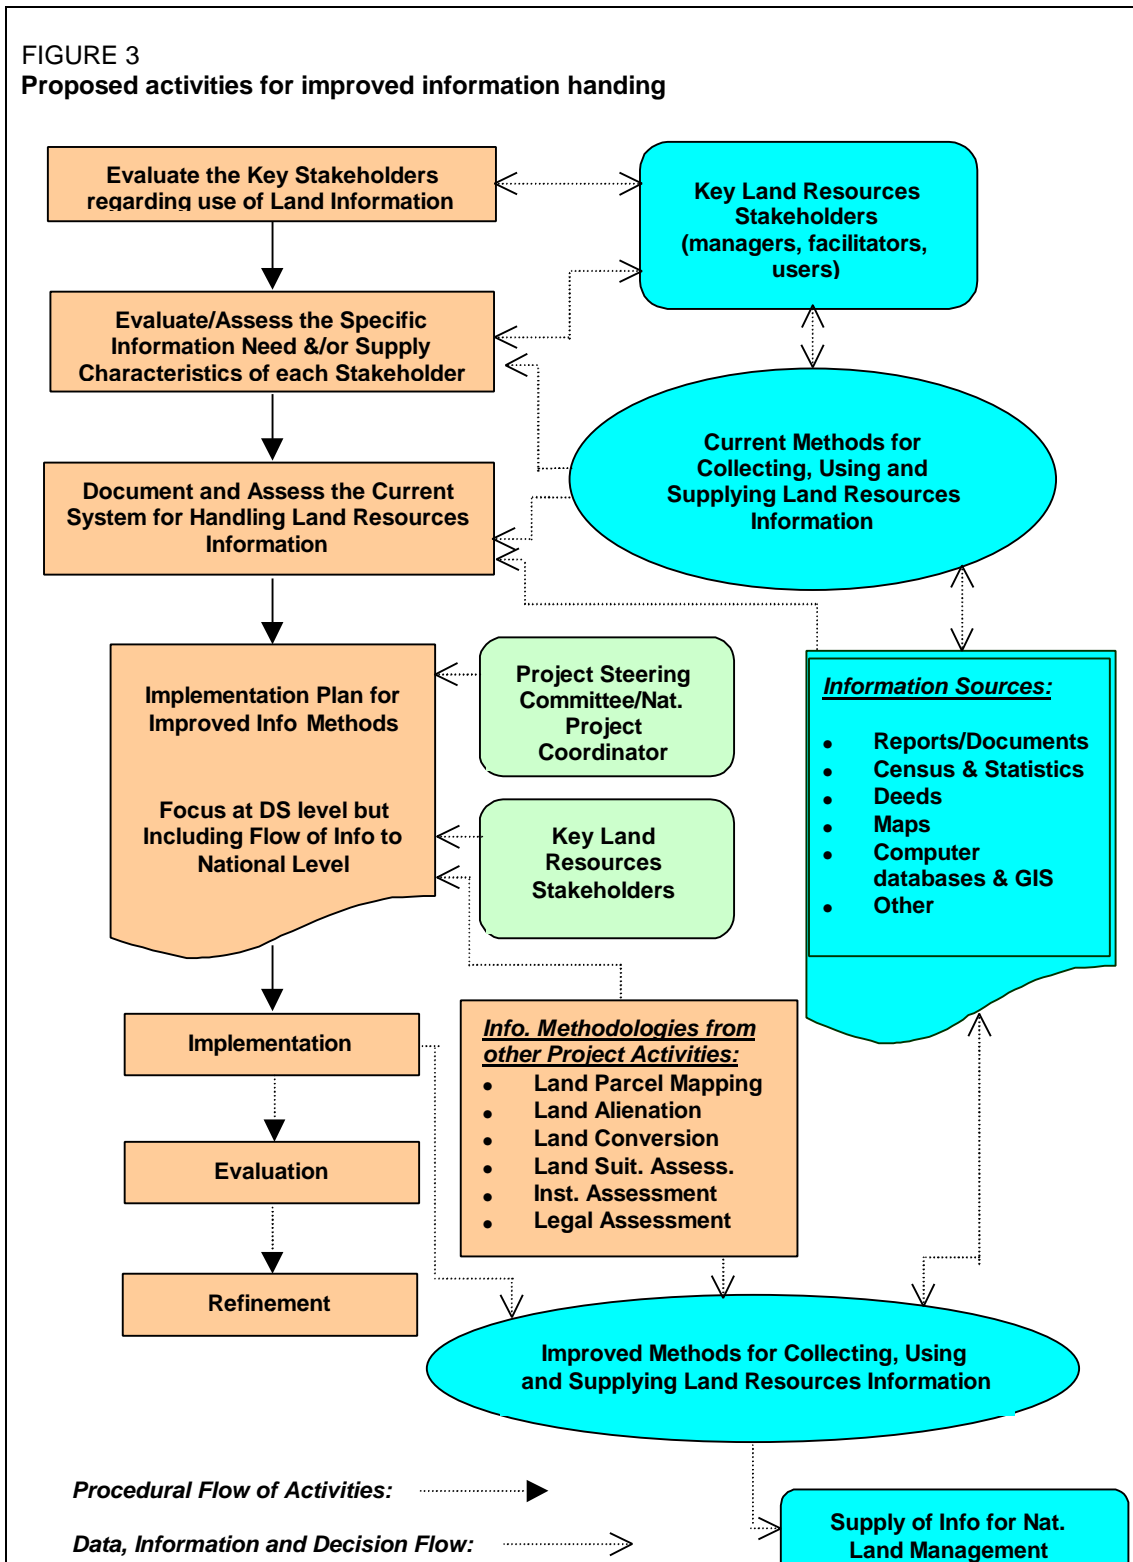 FIGURE 3
Proposed activities for improved information handing
Evaluate the Key Stakeholders
regarding use of Land Information
Key Land Resources
Stakeholders
(managers, facilitators,
users)
Evaluate/Assess the Specific
Information Need &/or Supply
Characteristics of each Stakeholder
Current Methods for
Collecting, Using and
Supplying Land Resources
Information
Document and Assess the Current
System for Handling Land Resources
Information
Implementation Plan for
Improved Info Methods
Focus at DS level but
Including Flow of Info to
National Level
Project Steering
Committee/Nat.
Project
Coordinator
Key Land
Resources
Stakeholders
Information Sources:
• Reports/Documents
• Census & Statistics
• Deeds
• Maps
• Computer
databases & GIS
• Other
Implementation
Evaluation
Refinement
Info. Methodologies from
other Project Activities:
• Land Parcel Mapping
• Land Alienation
• Land Conversion
• Land Suit. Assess.
• Inst. Assessment
• Legal Assessment
Improved Methods for Collecting, Using
and Supplying Land Resources Information
Procedural Flow of Activities:
Data, Information and Decision Flow:
Supply of Info for Nat.
Land Management